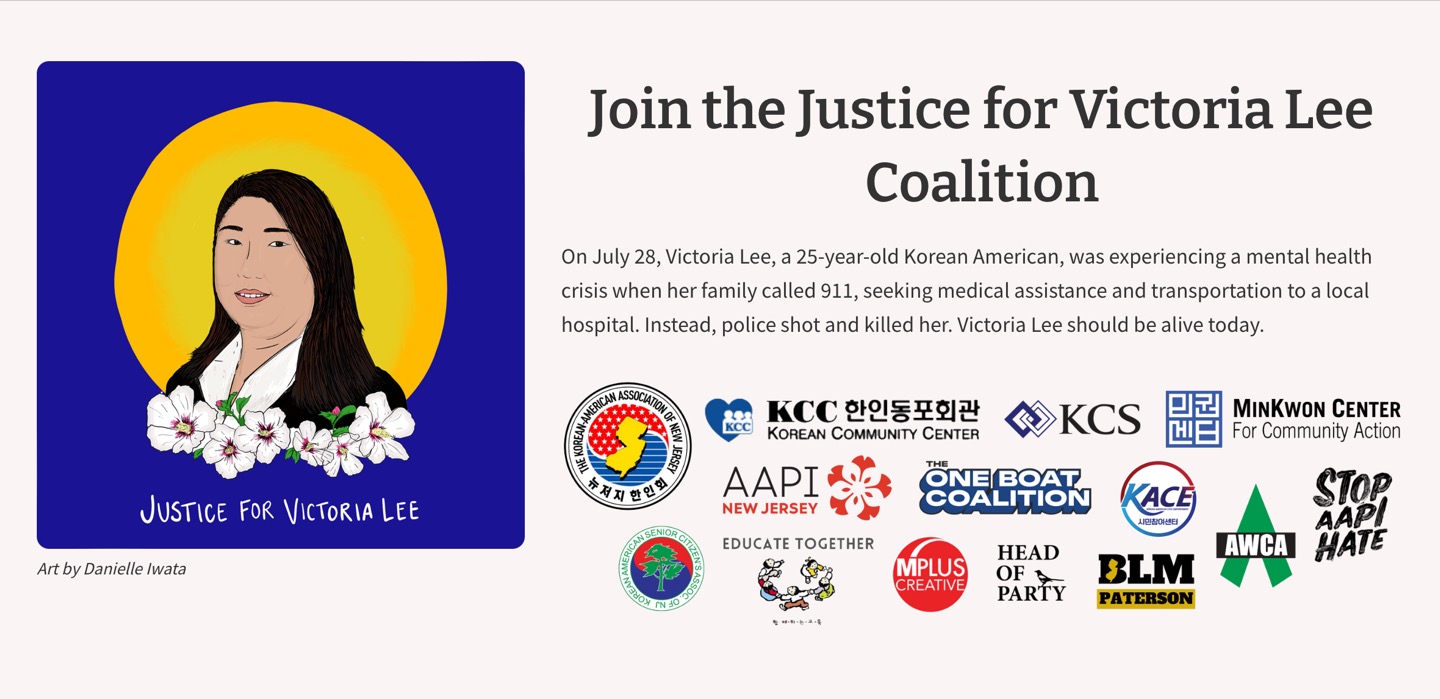 Join the Justice for Victoria Lee
Coalition
On July 28, Victoria Lee, a 25-year-old Korean American, was experiencing a mental health
crisis when her family called 911, seeking medical assistance and transportation to a local
hospital. Instead, police shot and killed her. Victoria Lee should be alive today.
JUSTICE FOR VICTORIA LEE
Art by Danielle Iwata
THE KOREAN-AMERICAN ASSOCIATION OF NEW JERSEY
뉴저지 한인회
KCC
KCC 한인동포회관
KOREAN COMMUNITY CENTER
KCS
민권센터
MINKWON CENTER
For Community Action
AAPI
NEW JERSEY
THE
ONE BOAT
COALITION
KACE
시민참여센터
AWCA
STOP
AAPI
HATE
KOREAN AMERICAN SENIOR CITIZEN'S ASSOC. OF NJ
EDUCATE TOGETHER
MPLUS
CREATIVE
HEAD
OF
PARTY
BLM
PATERSON